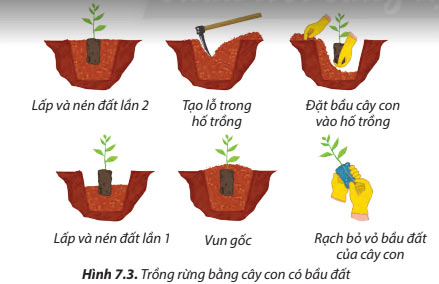 Lấp và nén đất lần 2
Tạo lỗ trong
hố trồng
Đặt bầu cây con
vào hố trồng
Lấp và nén đất lần 1
Vun gốc
Rạch bỏ vỏ bầu đất
của cây con
Hình 7.3. Trồng rừng bằng cây con có bầu đất